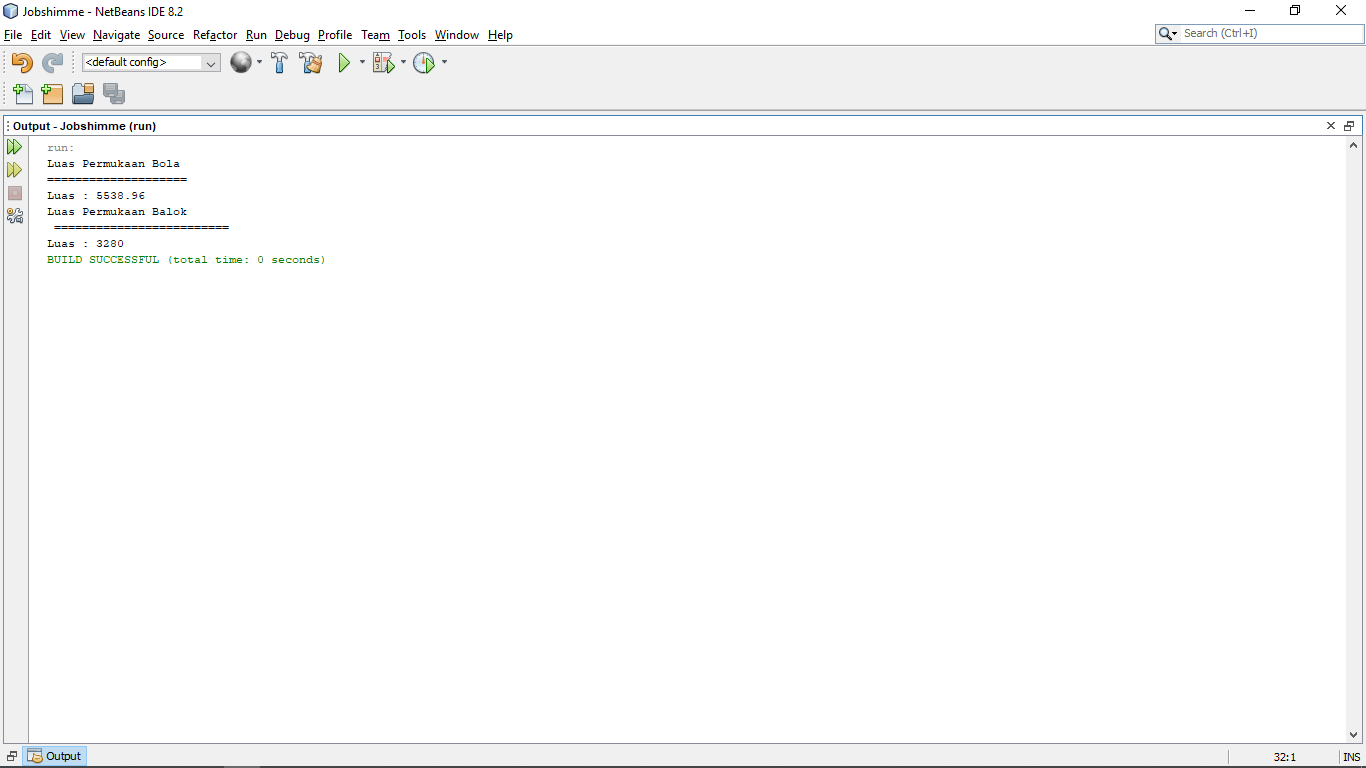 Jobshimme - NetBeans IDE 8.2
File Edit View Navigate Source Refactor Run Debug Profile Team Tools Window Help
Search (Ctrl+I)
<default config>
Output - Jobshimme (run)
run:
Luas Permukaan Bola
====================
Luas : 5538.96
Luas Permukaan Balok
=========================
Luas : 3280
BUILD SUCCESSFUL (total time: 0 seconds)
Output
32:1
INS